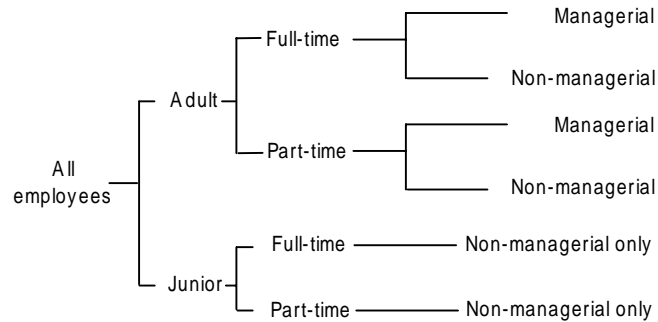 Managerial
Full-time
Non-managerial
Adult
Managerial
Part-time
Non-managerial
All
employees
Full-time
Non-managerial only
Junior
Part-time
Non-managerial only